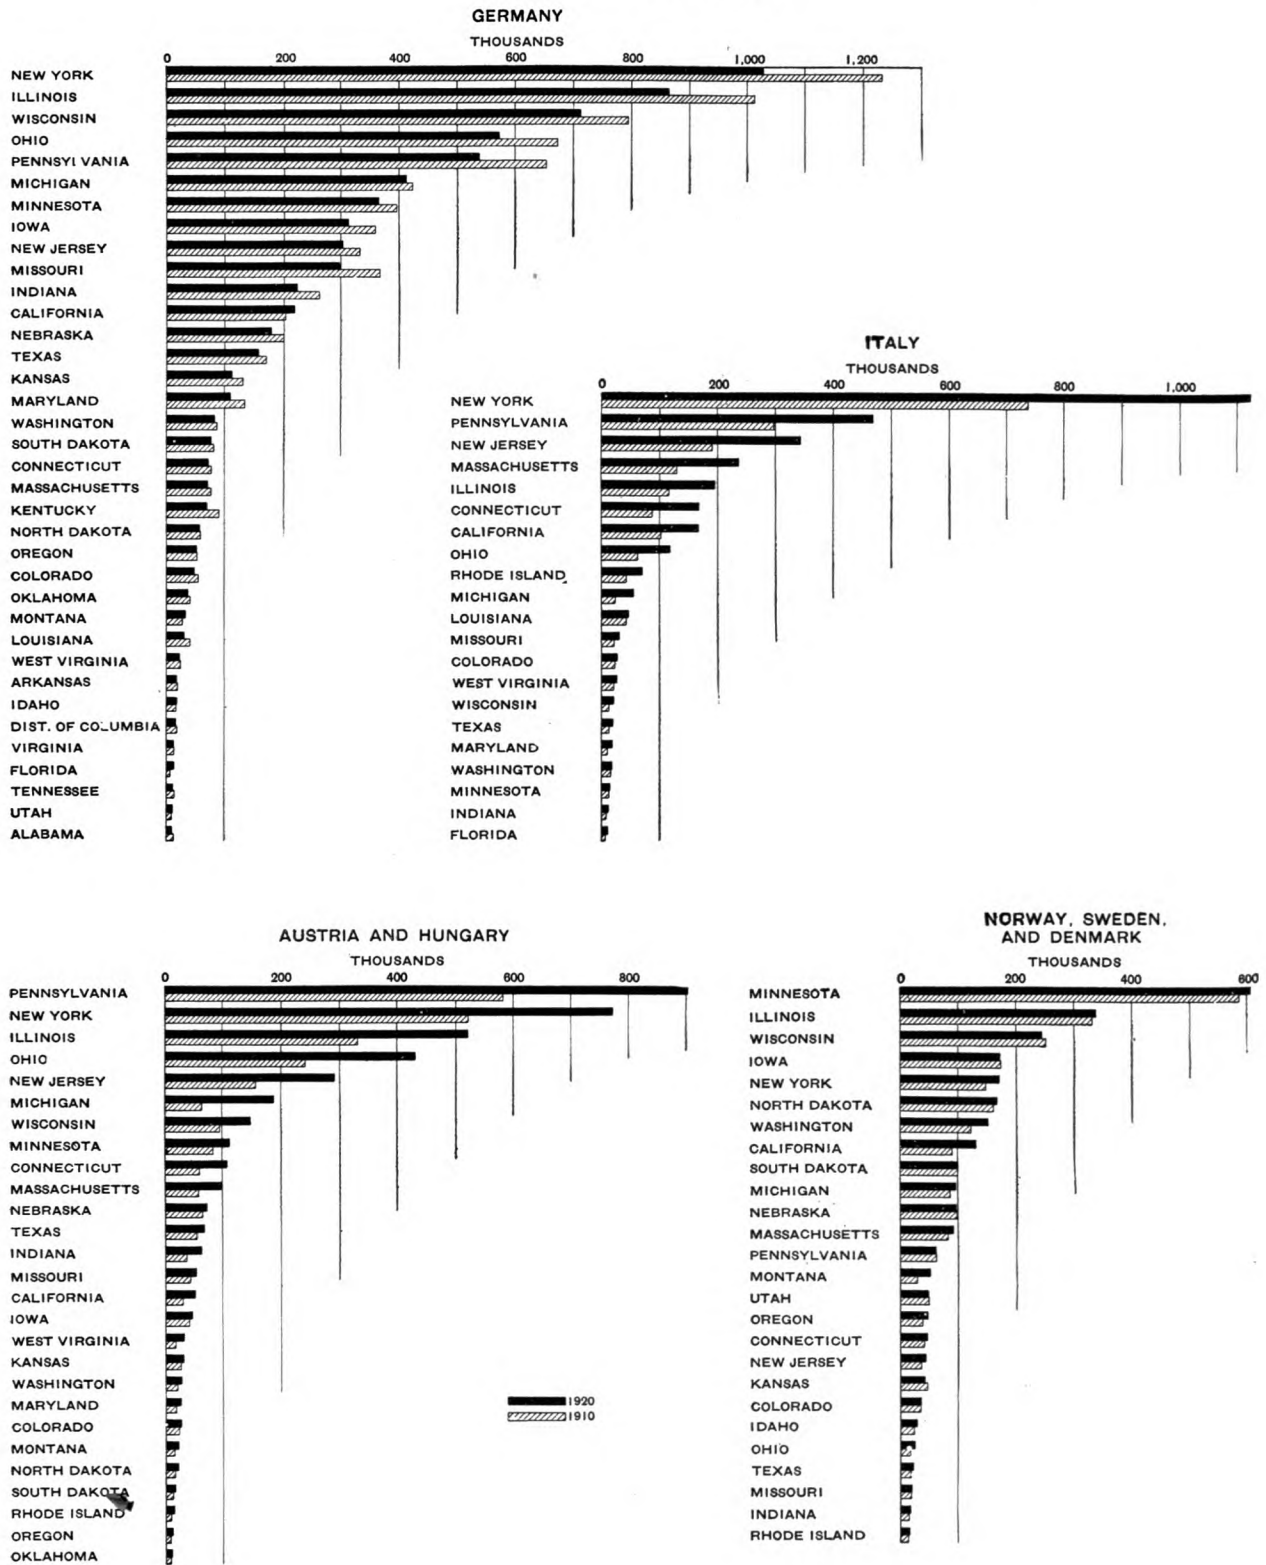 GERMANY
THOUSANDS
0 200 400 600 800 1,000 1,200
NEW YORK
ILLINOIS
WISCONSIN
OHIO
PENNSYLVANIA
MICHIGAN
MINNESOTA
IOWA
NEW JERSEY
MISSOURI
INDIANA
CALIFORNIA
NEBRASKA
TEXAS
KANSAS
MARYLAND
WASHINGTON
SOUTH DAKOTA
CONNECTICUT
MASSACHUSETTS
KENTUCKY
NORTH DAKOTA
OREGON
COLORADO
OKLAHOMA
MONTANA
LOUISIANA
WEST VIRGINIA
ARKANSAS
IDAHO
DIST. OF COLUMBIA
VIRGINIA
FLORIDA
TENNESSEE
UTAH
ALABAMA
ITALY
THOUSANDS
0 200 400 600 800 1,000
NEW YORK
PENNSYLVANIA
NEW JERSEY
MASSACHUSETTS
ILLINOIS
CONNECTICUT
CALIFORNIA
OHIO
RHODE ISLAND
MICHIGAN
LOUISIANA
MISSOURI
COLORADO
WEST VIRGINIA
WISCONSIN
TEXAS
MARYLAND
WASHINGTON
MINNESOTA
INDIANA
FLORIDA
AUSTRIA AND HUNGARY
THOUSANDS
0 200 400 600 800
PENNSYLVANIA
NEW YORK
ILLINOIS
OHIO
NEW JERSEY
MICHIGAN
WISCONSIN
MINNESOTA
CONNECTICUT
MASSACHUSETTS
NEBRASKA
TEXAS
INDIANA
MISSOURI
CALIFORNIA
IOWA
WEST VIRGINIA
KANSAS
WASHINGTON
MARYLAND
COLORADO
MONTANA
NORTH DAKOTA
SOUTH DAKOTA
RHODE ISLAND
OREGON
OKLAHOMA
1920
1910
NORWAY, SWEDEN,
AND DENMARK
THOUSANDS
0 200 400 600
MINNESOTA
ILLINOIS
WISCONSIN
IOWA
NEW YORK
NORTH DAKOTA
WASHINGTON
CALIFORNIA
SOUTH DAKOTA
MICHIGAN
NEBRASKA
MASSACHUSETTS
PENNSYLVANIA
MONTANA
UTAH
OREGON
CONNECTICUT
NEW JERSEY
KANSAS
COLORADO
IDAHO
OHIO
TEXAS
MISSOURI
INDIANA
RHODE ISLAND